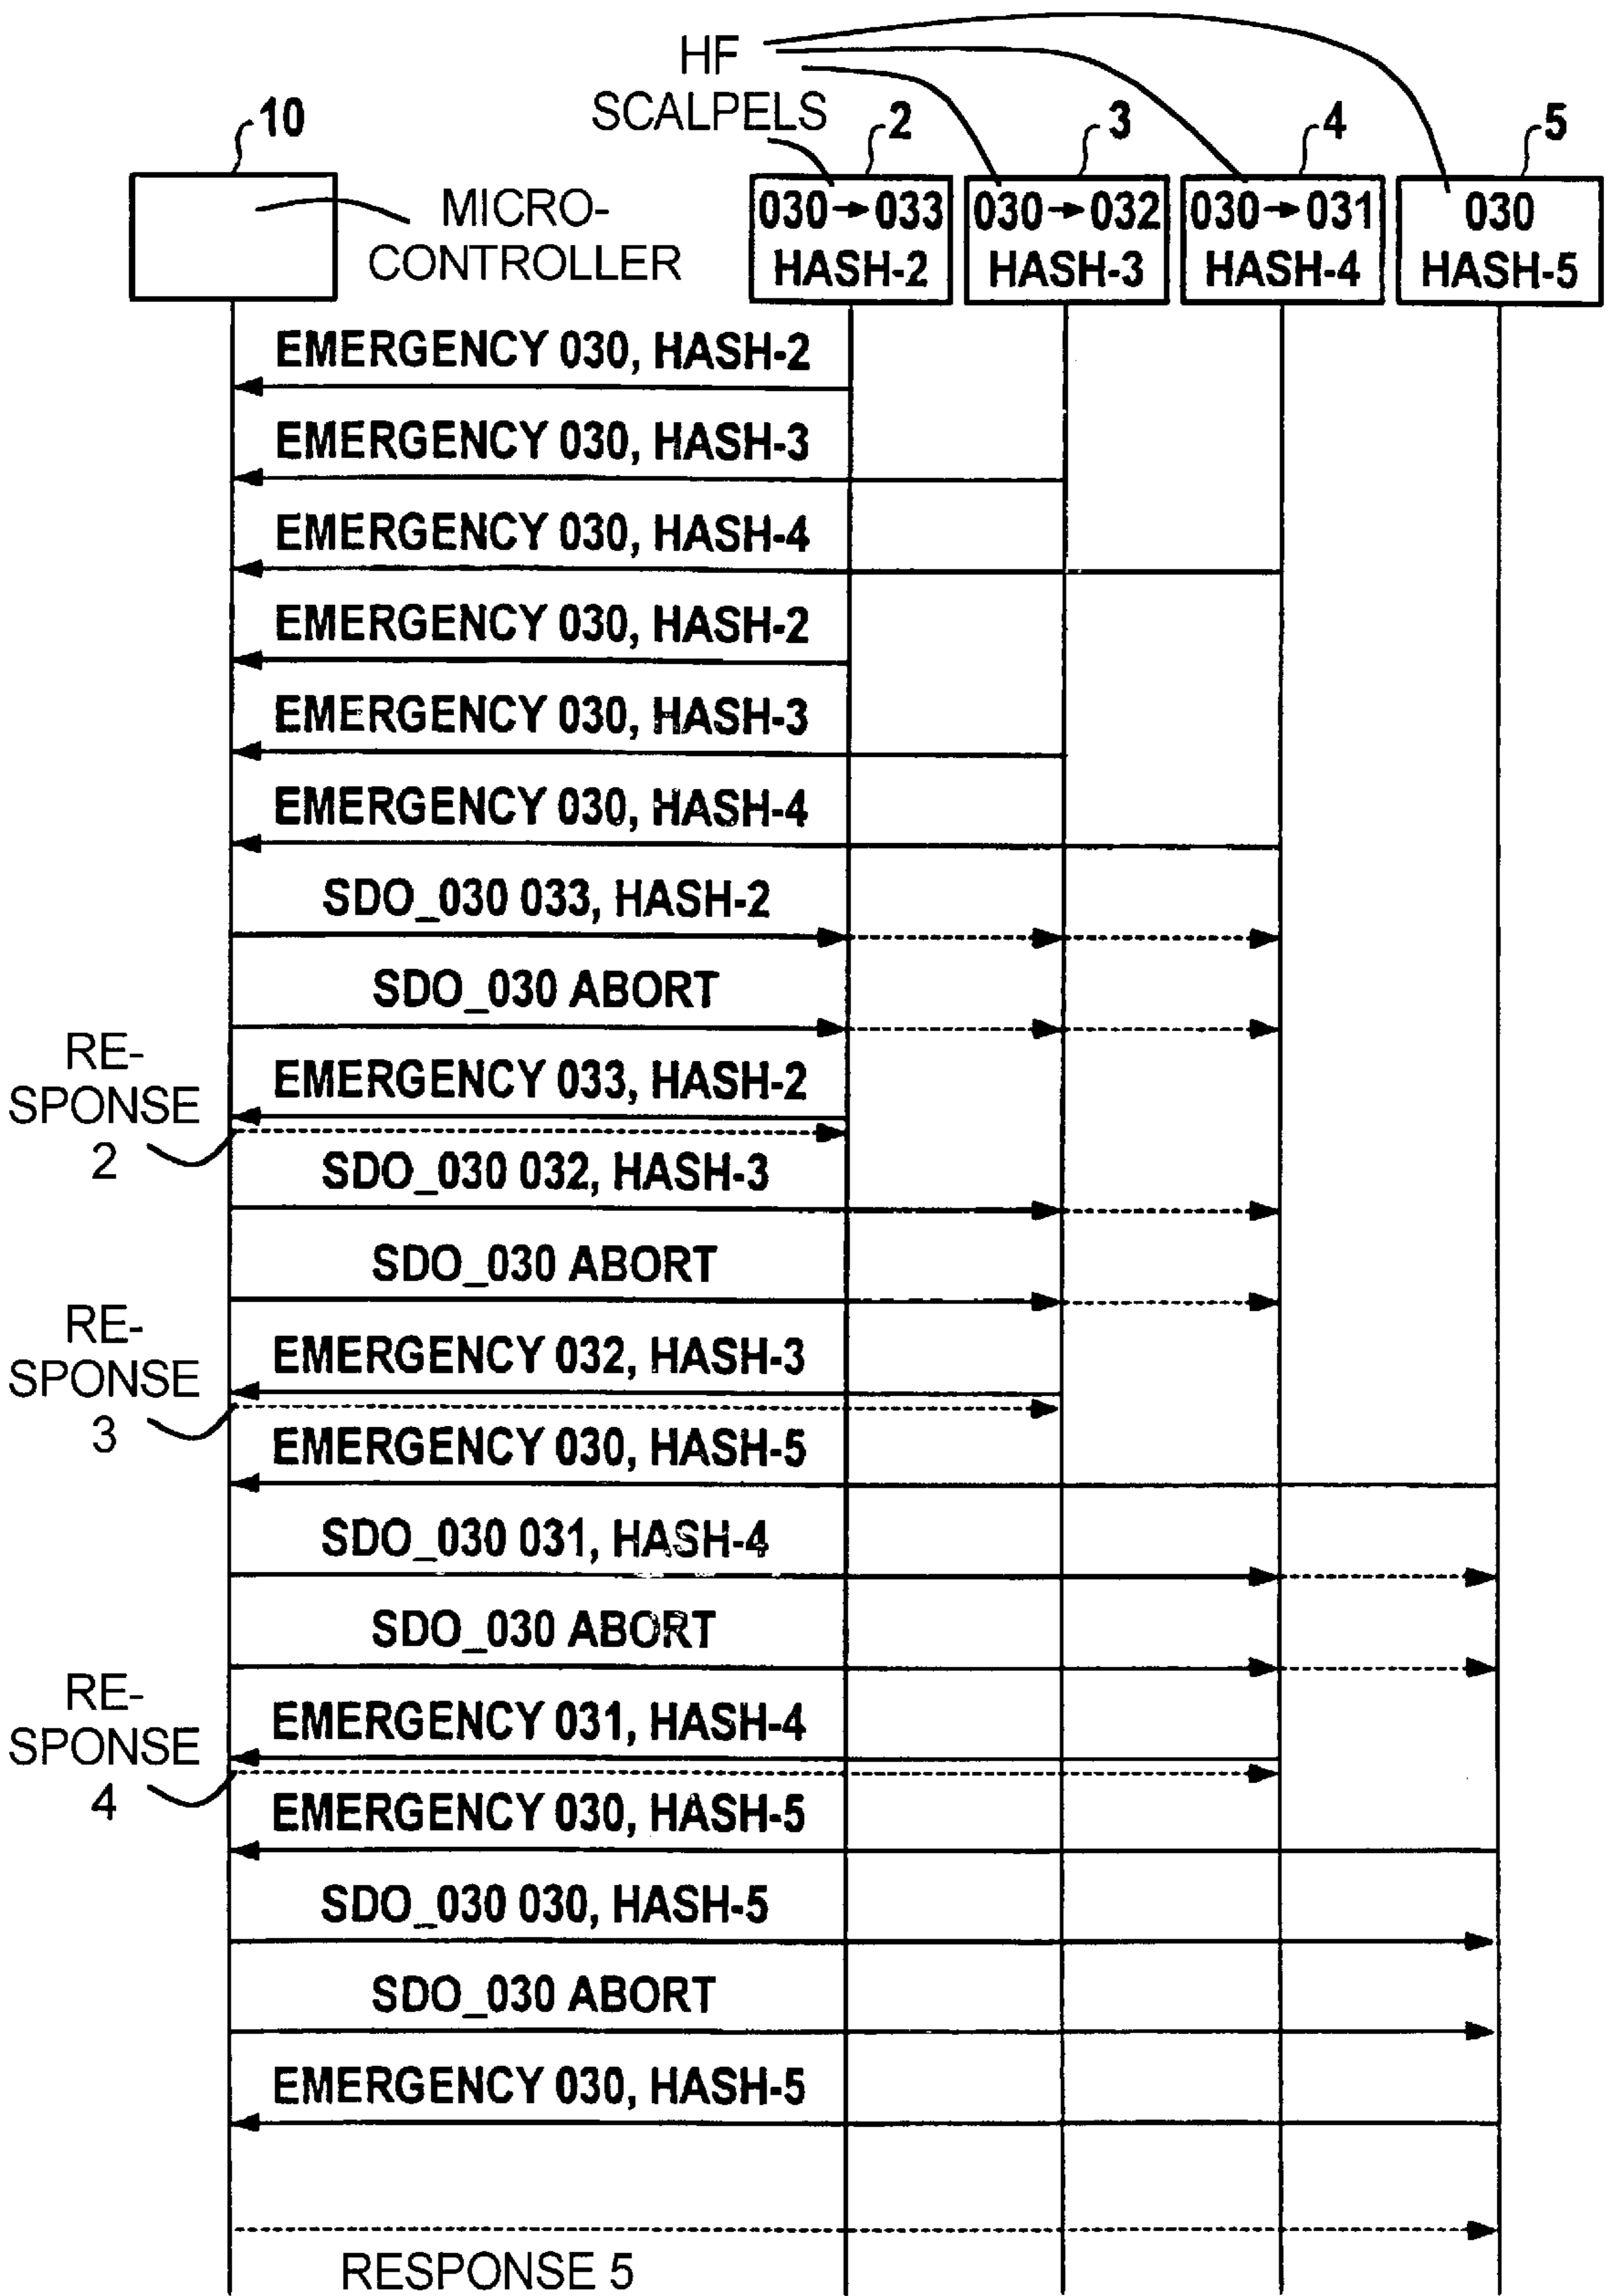 HF
SCALPELS
10
2
3
4
5
MICRO-
CONTROLLER
030→033
HASH-2
030→032
HASH-3
030→031
HASH-4
030
HASH-5
EMERGENCY 030, HASH-2
EMERGENCY 030, HASH-3
EMERGENCY 030, HASH-4
EMERGENCY 030, HASH-2
EMERGENCY 030, HASH-3
EMERGENCY 030, HASH-4
SDO_030 033, HASH-2
SDO_030 ABORT
RE-
SPONSE
2
EMERGENCY 033, HASH-2
SDO_030 032, HASH-3
SDO_030 ABORT
RE-
SPONSE
3
EMERGENCY 032, HASH-3
EMERGENCY 030, HASH-5
SDO_030 031, HASH-4
SDO_030 ABORT
RE-
SPONSE
4
EMERGENCY 031, HASH-4
EMERGENCY 030, HASH-5
SDO_030 030, HASH-5
SDO_030 ABORT
EMERGENCY 030, HASH-5
RESPONSE 5